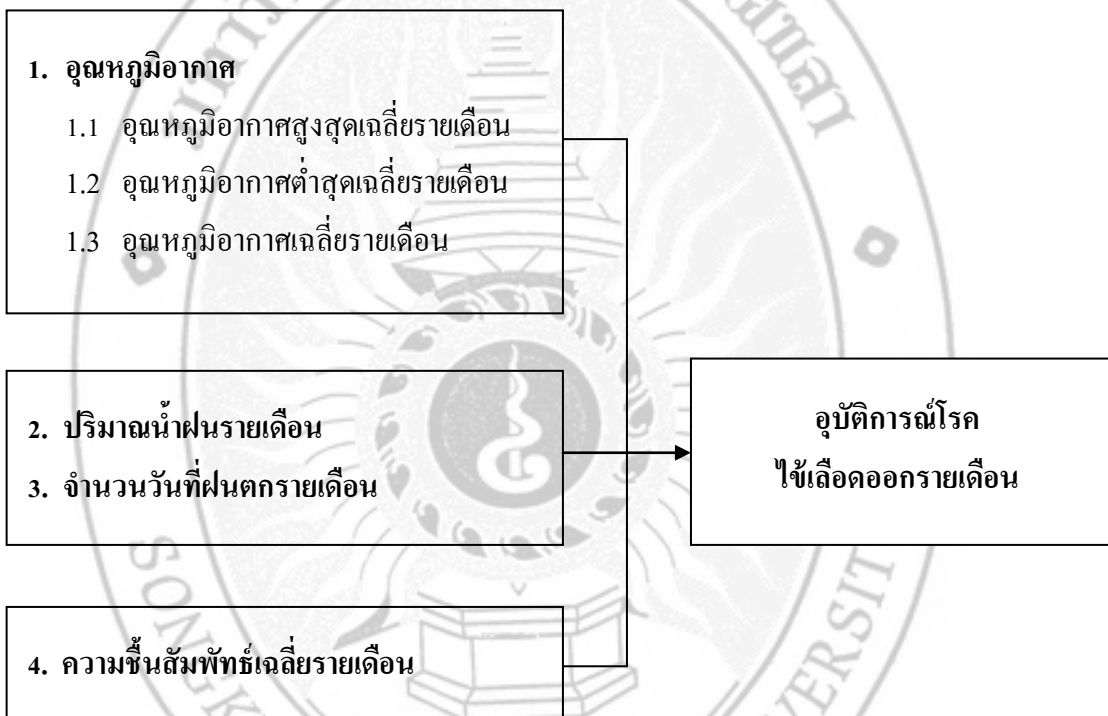 1. อุณหภูมิอากาศ
1.1 อุณหภูมิอากาศสูงสุดเฉลี่ยรายเดือน
1.2 อุณหภูมิอากาศต่ำสุดเฉลี่ยรายเดือน
1.3 อุณหภูมิอากาศเฉลี่ยรายเดือน
2. ปริมาณน้ำฝนรายเดือน
3. จำนวนวันที่ฝนตกรายเดือน
4. ความชื้นสัมพัทธ์เฉลี่ยรายเดือน
อุบัติการณ์โรค
ไข้เลือดออกรายเดือน